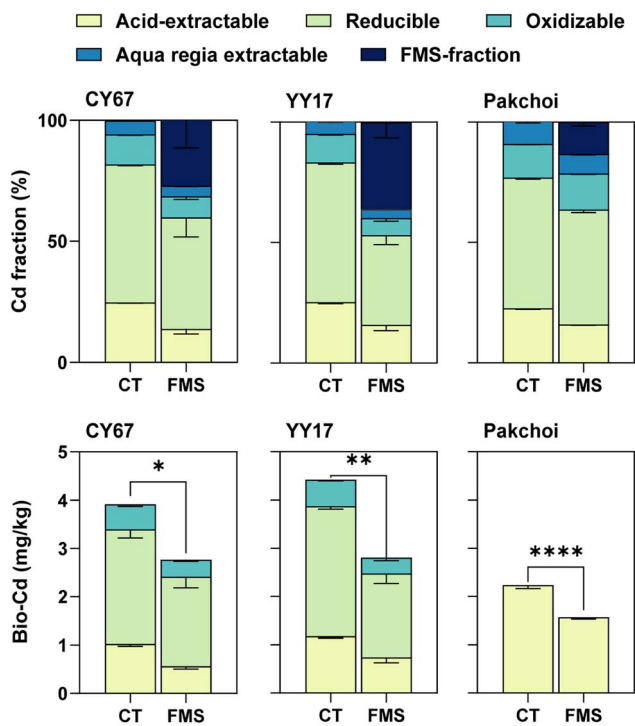 Acid-extractable Reducible Oxidizable
Aqua regia extractable FMS-fraction
CY67 YY17 Pakchoi
Cd fraction (%)
100
50
0
CT FMS CT FMS CT FMS
CY67 YY17 Pakchoi
Bio-Cd (mg/kg)
5
4
3
2
1
0
* ** ****
CT FMS CT FMS CT FMS